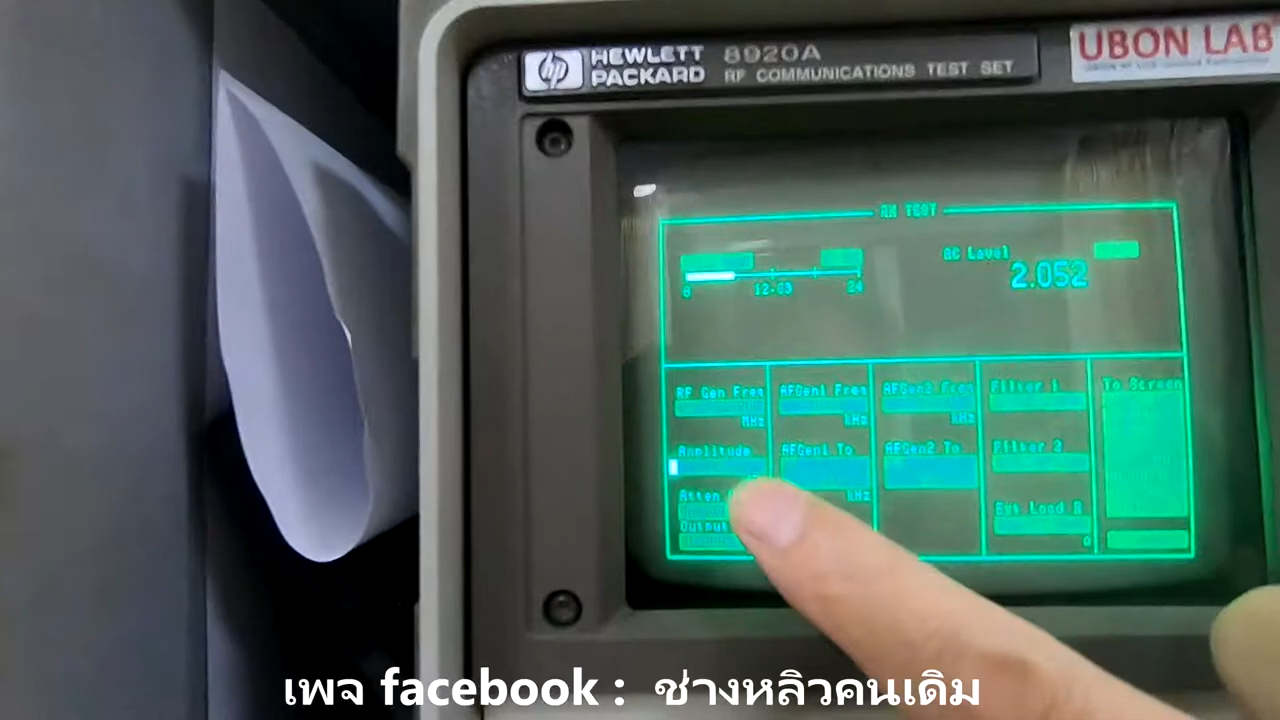 HEWLETT PACKARD
8920A
RF COMMUNICATIONS TEST SET
hp
UBON LAB
RX TEST
AC Level
2.052
0
12.03
24
RF Gen Freq
AFGen1 Freq
AFGen2 Freq
Filter 1
To Screen
MHz
kHz
kHz
Amplitude
AFGen1 To
AFGen2 To
Filter 2
Atten
kHz
Ext Load R
Output
เพจ facebook : ช่างหลิวคนเดิม